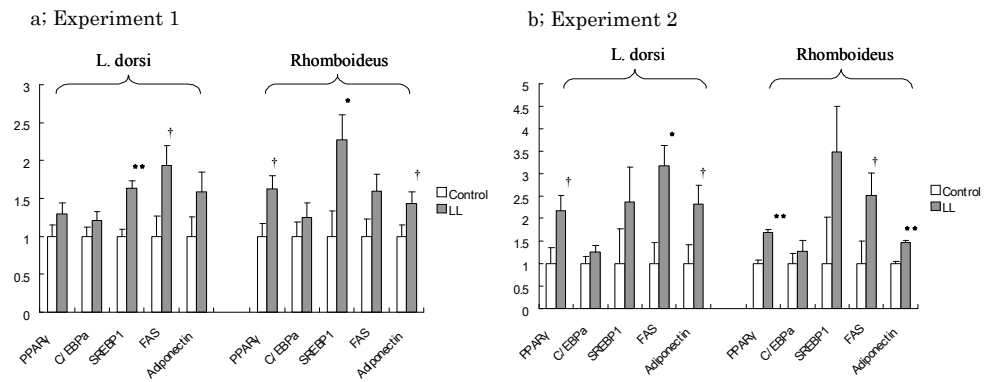 a; Experiment 1
L. dorsi
Rhomboideus
3
2.5
2
1.5
1
0.5
0
** † † * †
PPARγ
C/EBPa
SREBP1
FAS
Adponectin
PPARγ
C/EBPa
SREBP1
FAS
Adponectin
Control
LL
b; Experiment 2
L. dorsi
Rhomboideus
5
4.5
4
3.5
3
2.5
2
1.5
1
0.5
0
† * † ** † **
PPARγ
C/EBPa
SREBP1
FAS
Adiponectin
PPARγ
C/EBPa
SREBP1
FAS
Adiponectin
Control
LL